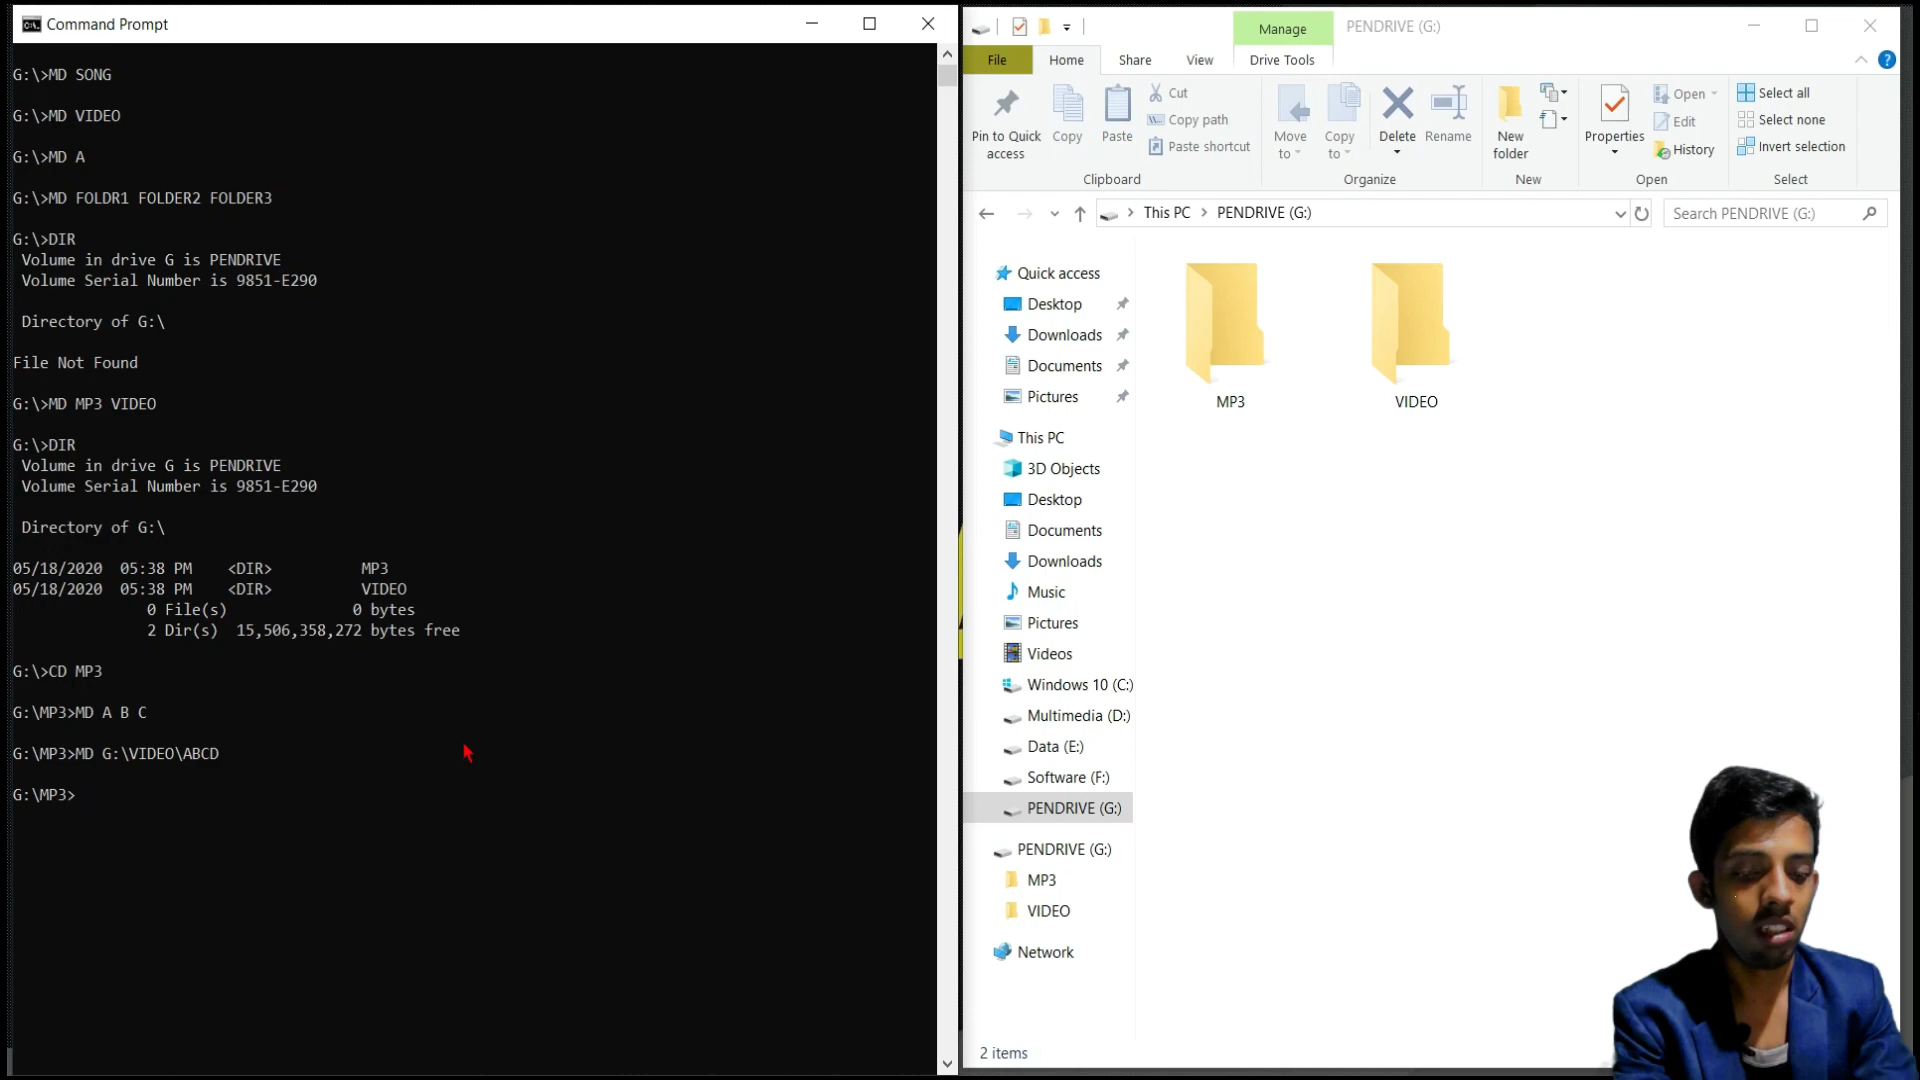 Command Prompt
G:\>MD SONG
G:\>MD VIDEO
G:\>MD A
G:\>MD FOLDR1 FOLDER2 FOLDER3
G:\>DIR
Volume in drive G is PENDRIVE
Volume Serial Number is 9851-E290
Directory of G:\
File Not Found
G:\>MD MP3 VIDEO
G:\>DIR
Volume in drive G is PENDRIVE
Volume Serial Number is 9851-E290
Directory of G:\
05/18/2020 05:38 PM <DIR> MP3
05/18/2020 05:38 PM <DIR> VIDEO
0 File(s) 0 bytes
2 Dir(s) 15,506,358,272 bytes free
G:\>CD MP3
G:\MP3>MD A B C
G:\MP3>MD G:\VIDEO\ABCD
G:\MP3>
Manage
PENDRIVE (G:)
File
Home
Share
View
Drive Tools
Pin to Quick access
Copy
Paste
Cut
Copy path
Paste shortcut
Clipboard
Move to
Copy to
Delete
Rename
Organize
New folder
New
Properties
Open
Edit
History
Open
Select all
Select none
Invert selection
Select
This PC
PENDRIVE (G:)
Search PENDRIVE (G:)
Quick access
Desktop
Downloads
Documents
Pictures
This PC
3D Objects
Desktop
Documents
Downloads
Music
Pictures
Videos
Windows 10 (C:)
Multimedia (D:)
Data (E:)
Software (F:)
PENDRIVE (G:)
PENDRIVE (G:)
MP3
VIDEO
Network
MP3
VIDEO
2 items